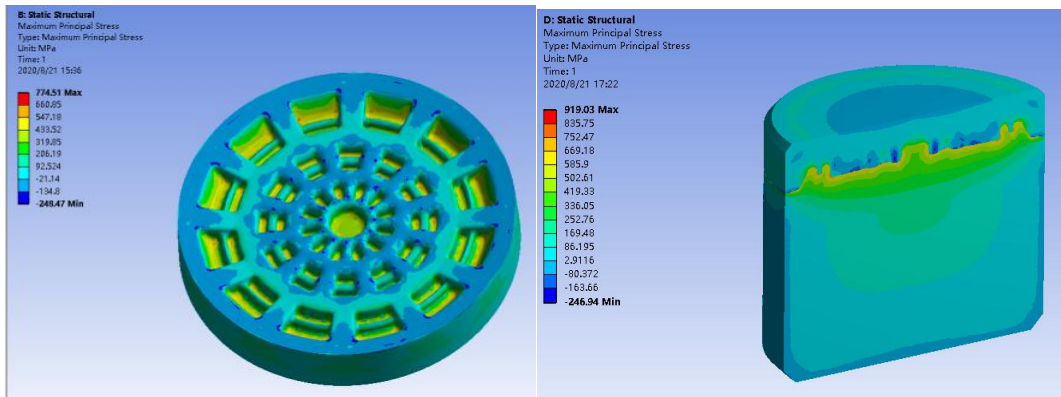 B: Static Structural
Maximum Principal Stress
Type: Maximum Principal Stress
Unit: MPa
Time: 1
2020/8/21 15:36
774.51 Max
660.85
547.18
433.52
319.85
206.19
92.524
-21.14
-134.8
-248.47 Min
D: Static Structural
Maximum Principal Stress
Type: Maximum Principal Stress
Unit: MPa
Time: 1
2020/8/21 17:22
919.03 Max
835.75
752.47
669.18
585.9
502.61
419.33
336.05
252.76
169.48
86.195
2.9116
-80.372
-163.66
-246.94 Min